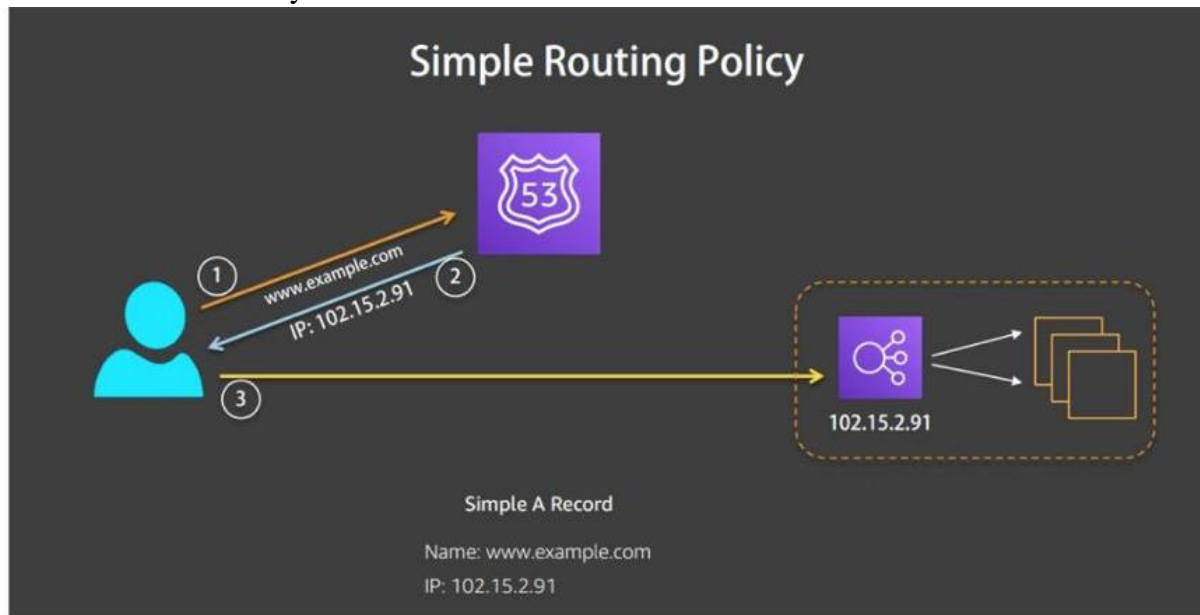 Simple Routing Policy
53
1
www.example.com
2
IP: 102.15.2.91
3
102.15.2.91
Simple A Record
Name: www.example.com
IP: 102.15.2.91